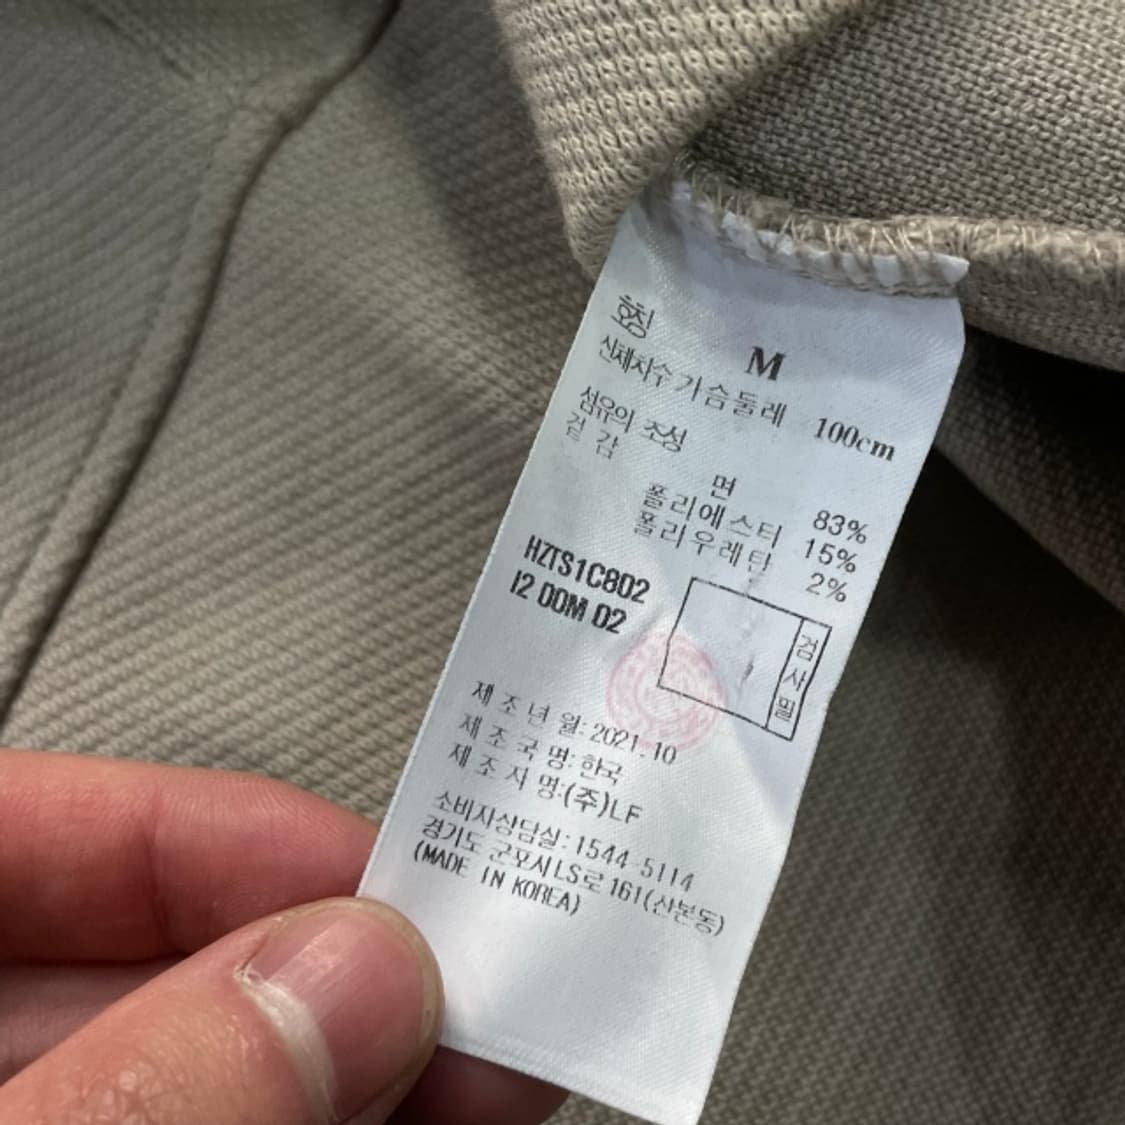 호칭
M
신체치수 가슴둘레 100cm
섬유의 조성
겉감
면 83%
폴리에스터 15%
폴리우레탄 2%
HZTS1C802
I2 00M 02
검사필
제조년월: 2021.10
제조국명: 한국
제조자명:(주)LF
소비자상담실: 1544-5114
경기도 군포시 LS로 161(산본동)
(MADE IN KOREA)